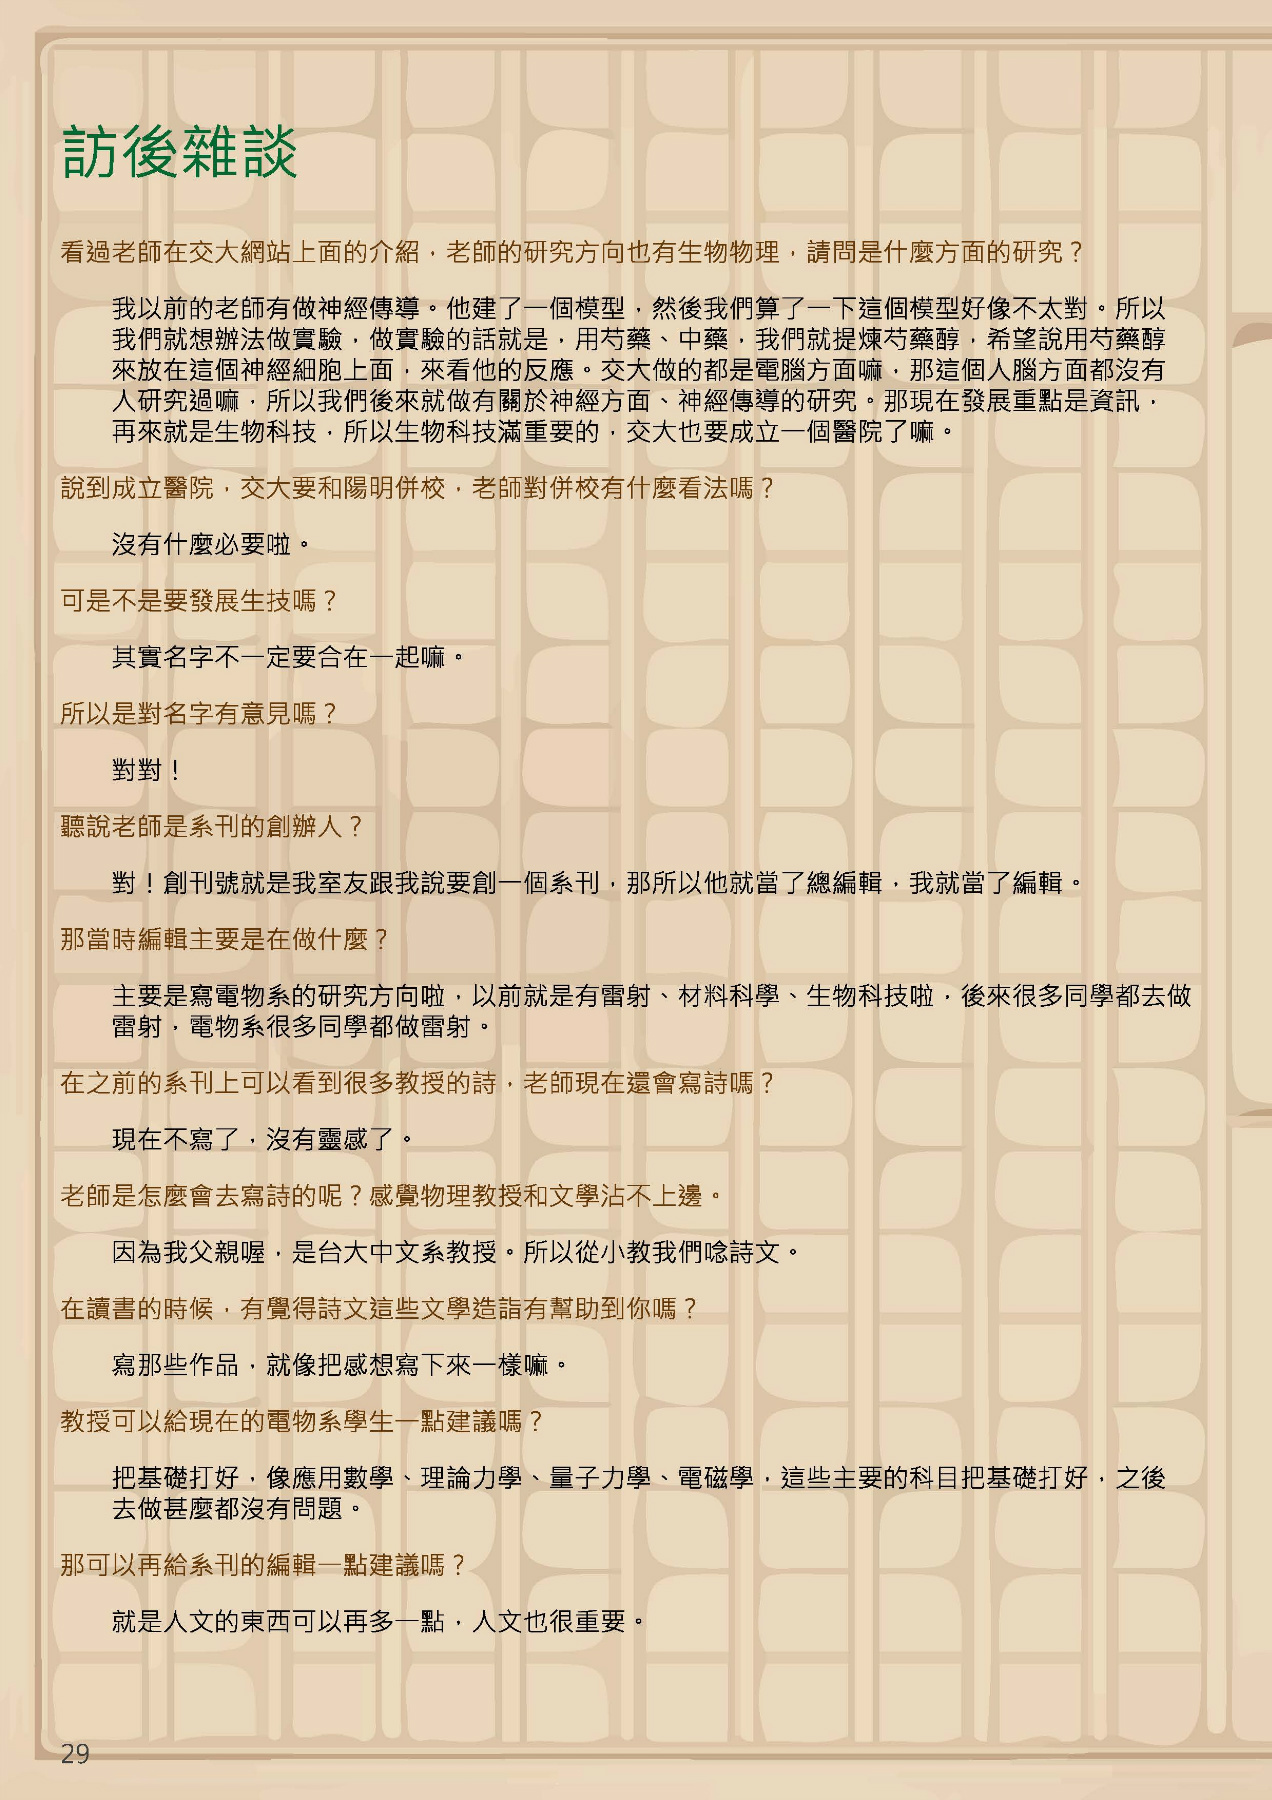 訪後雜談
看過老師在交大網站上面的介紹，老師的研究方向也有生物物理，請問是什麼方面的研究？
我以前的老師有做神經傳導。他建了一個模型，然後我們算了一下這個模型好像不太對。所以
我們就想辦法做實驗，做實驗的話就是，用芍藥、中藥，我們就提煉芍藥醇，希望說用芍藥醇
來放在這個神經細胞上面，來看他的反應。交大做的都是電腦方面嘛，那這個人腦方面都沒有
人研究過嘛，所以我們後來就做有關於神經方面、神經傳導的研究。那現在發展重點是資訊，
再來就是生物科技，所以生物科技滿重要的，交大也要成立一個醫院了嘛。
說到成立醫院，交大要和陽明併校，老師對併校有什麼看法嗎？
沒有什麼必要啦。
可是不是要發展生技嗎？
其實名字不一定要合在一起嘛。
所以是對名字有意見嗎？
對對！
聽說老師是系刊的創辦人？
對！創刊號就是我室友跟我說要創一個系刊，那所以他就當了總編輯，我就當了編輯。
那當時編輯主要是在做什麼？
主要是寫電物系的研究方向啦，以前就是有雷射、材料科學、生物科技啦，後來很多同學都去做
雷射，電物系很多同學都做雷射。
在之前的系刊上可以看到很多教授的詩，老師現在還會寫詩嗎？
現在不寫了，沒有靈感了。
老師是怎麼會去寫詩的呢？感覺物理教授和文學沾不上邊。
因為我父親喔，是台大中文系教授。所以從小教我們唸詩文。
在讀書的時候，有覺得詩文這些文學造詣有幫助到你嗎？
寫那些作品，就像把感想寫下來一樣嘛。
教授可以給現在的電物系學生一點建議嗎？
把基礎打好，像應用數學、理論力學、量子力學、電磁學，這些主要的科目把基礎打好，之後
去做甚麼都沒有問題。
那可以再給系刊的編輯一點建議嗎？
就是人文的東西可以再多一點，人文也很重要。
29